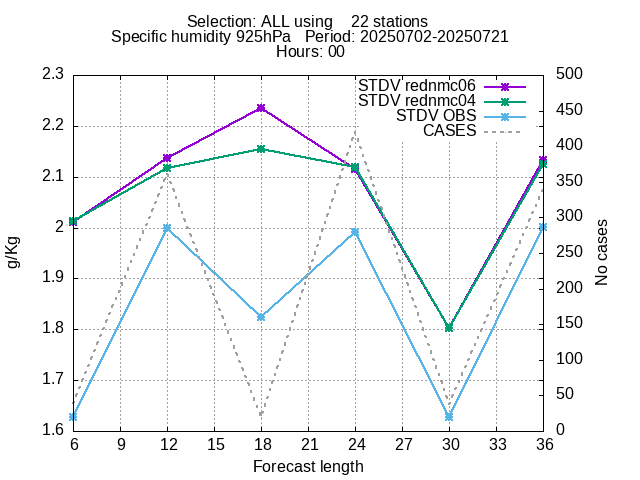 Selection: ALL using    22 stations
Specific humidity 925hPa   Period: 20250702-20250721
Hours: 00
STDV rednmc06
STDV rednmc04
STDV OBS
CASES
2.3
2.2
2.1
2
1.9
1.8
1.7
1.6
g/Kg
500
450
400
350
300
250
200
150
100
50
0
No cases
6 9 12 15 18 21 24 27 30 33 36
Forecast length